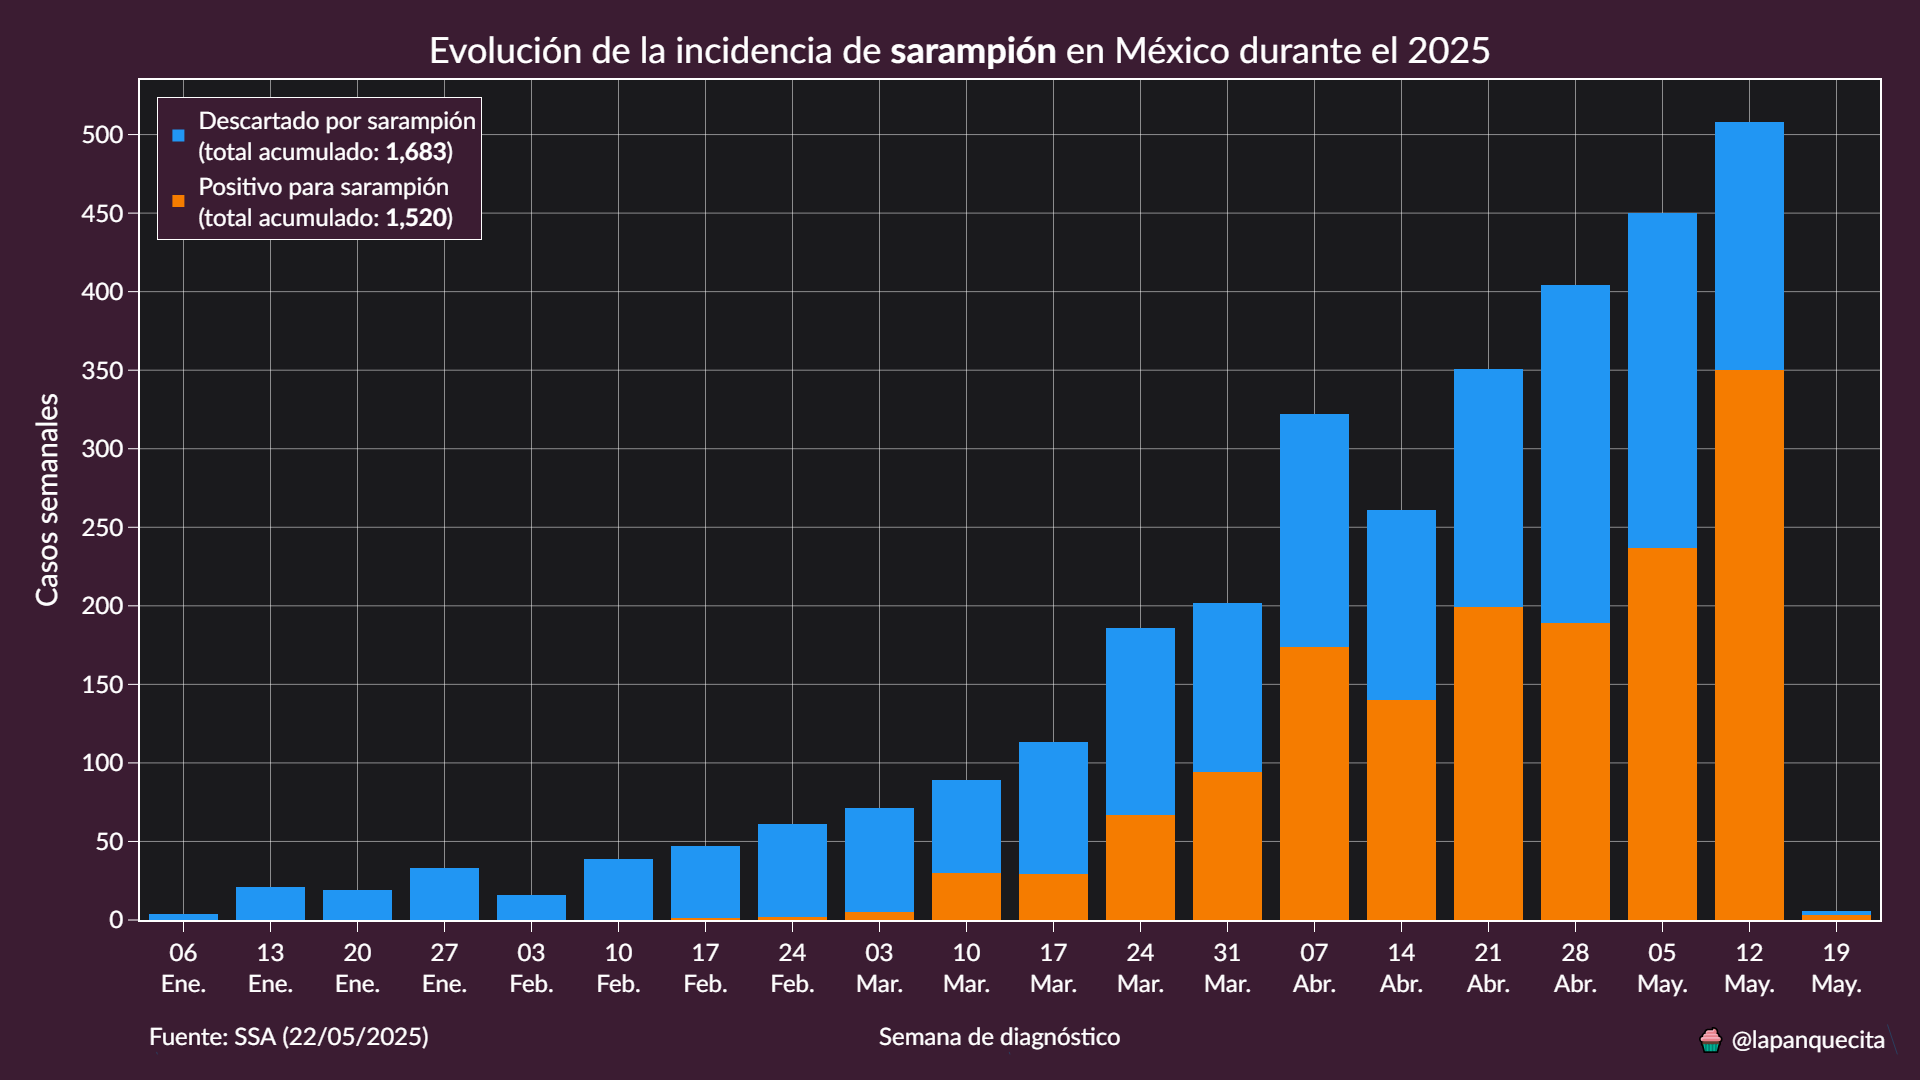 Evolución de la incidencia de sarampión en México durante el 2025
Descartado por sarampión
(total acumulado: 1,683)
Positivo para sarampión
(total acumulado: 1,520)
Casos semanales
500
450
400
350
300
250
200
150
100
50
0
06 Ene.
13 Ene.
20 Ene.
27 Ene.
03 Feb.
10 Feb.
17 Feb.
24 Feb.
03 Mar.
10 Mar.
17 Mar.
24 Mar.
31 Mar.
07 Abr.
14 Abr.
21 Abr.
28 Abr.
05 May.
12 May.
19 May.
Fuente: SSA (22/05/2025)
Semana de diagnóstico
@lapanquecita